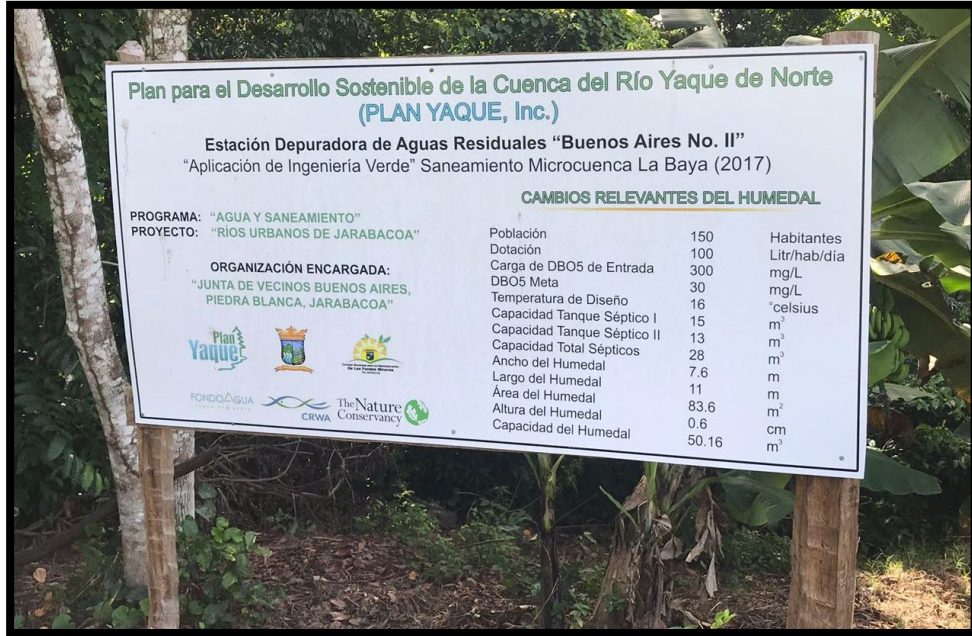 Plan para el Desarrollo Sostenible de la Cuenca del Río Yaque de Norte
(PLAN YAQUE, Inc.)
Estación Depuradora de Aguas Residuales “Buenos Aires No. II”
“Aplicación de Ingeniería Verde” Saneamiento Microcuenca La Baya (2017)
PROGRAMA: “AGUA Y SANEAMIENTO”
PROYECTO: “RÍOS URBANOS DE JARABACOA”
ORGANIZACIÓN ENCARGADA:
“JUNTA DE VECINOS BUENOS AIRES,
PIEDRA BLANCA, JARABACOA”
Plan
Yaque
De Los Fondos Mineros
FONDOAGUA
CRWA
The Nature
Conservancy
CAMBIOS RELEVANTES DEL HUMEDAL
Población 150 Habitantes
Dotación 100 Litr/hab/día
Carga de DBO5 de Entrada 300 mg/L
DBO5 Meta 30 mg/L
Temperatura de Diseño 16 °celsius
Capacidad Tanque Séptico I 15 m³
Capacidad Tanque Séptico II 13 m³
Capacidad Total Sépticos 28 m³
Ancho del Humedal 7.6 m
Largo del Humedal 11 m
Área del Humedal 83.6 m²
Altura del Humedal 0.6 cm
Capacidad del Humedal 50.16 m³